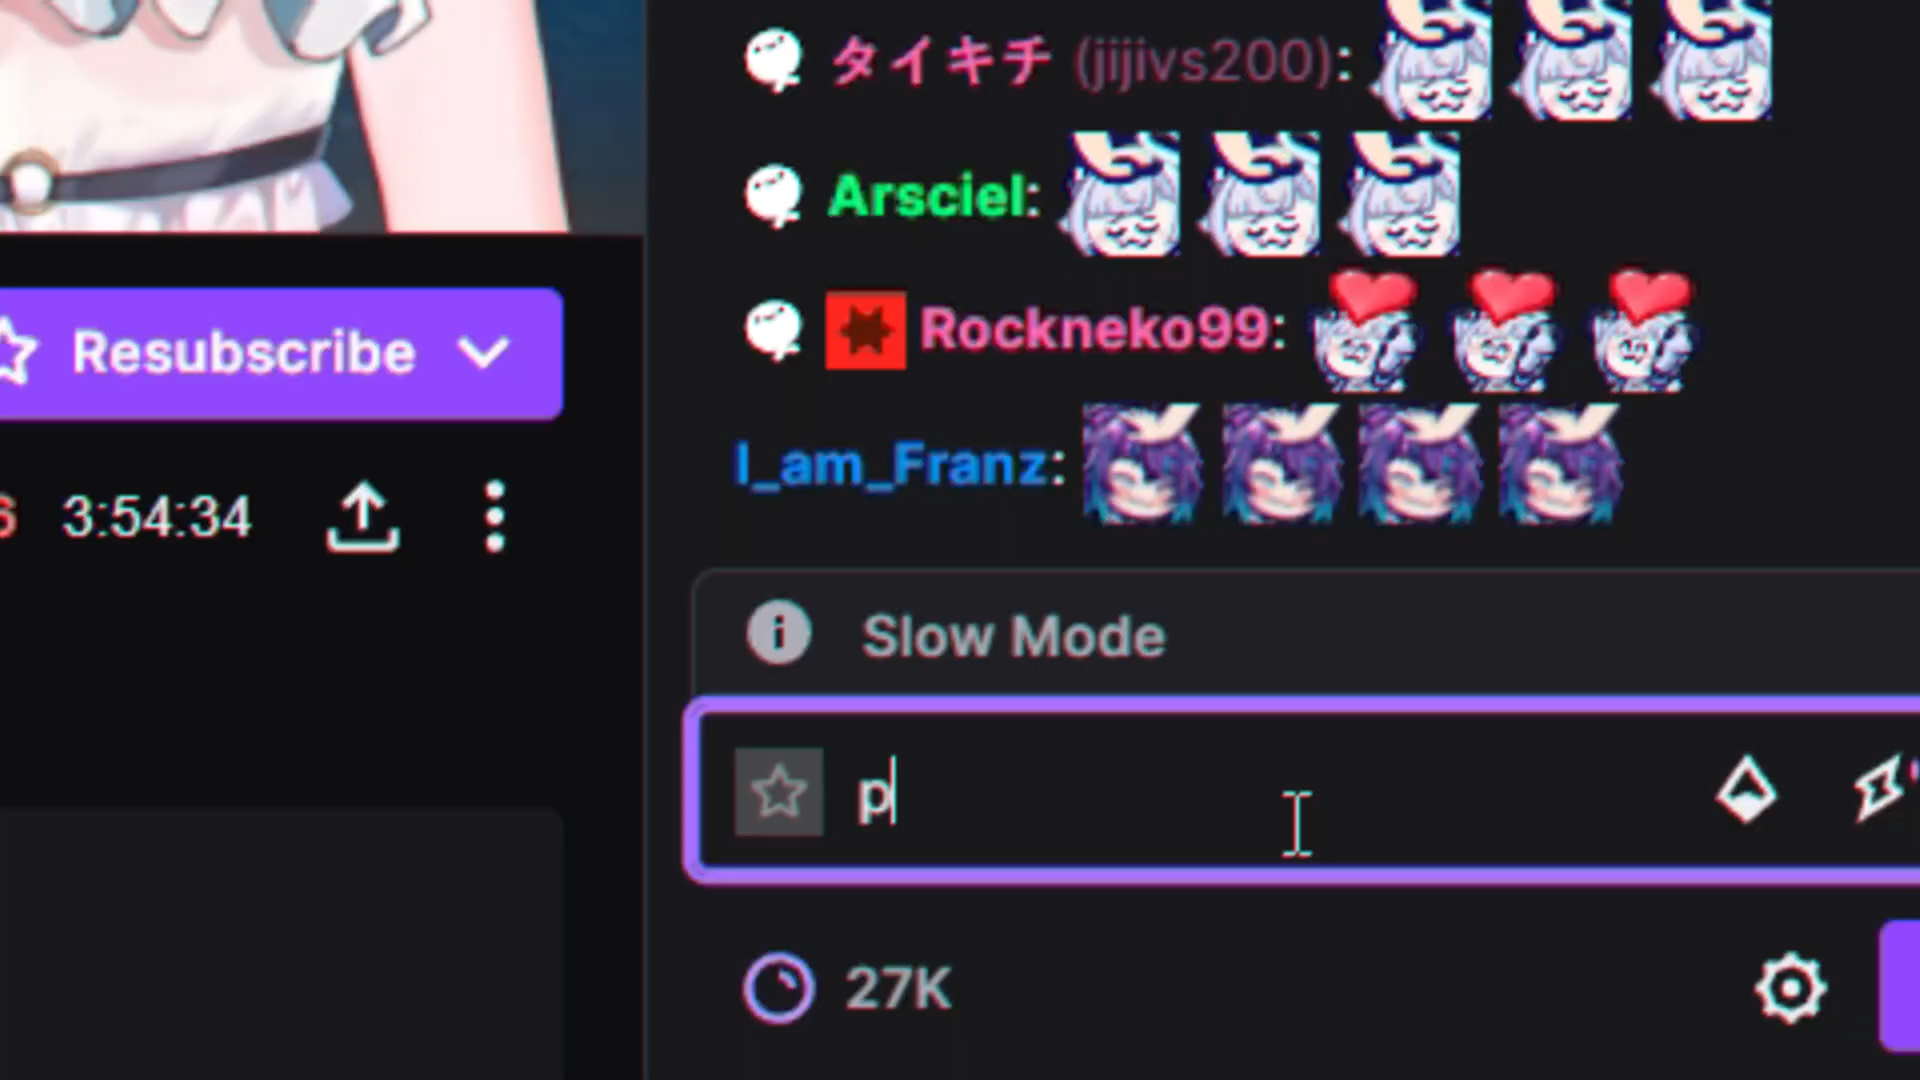 タイキチ (jijivs200):
Arsciel:
Rockneko99:
I_am_Franz:
Resubscribe
3:54:34
Slow Mode
p
27K